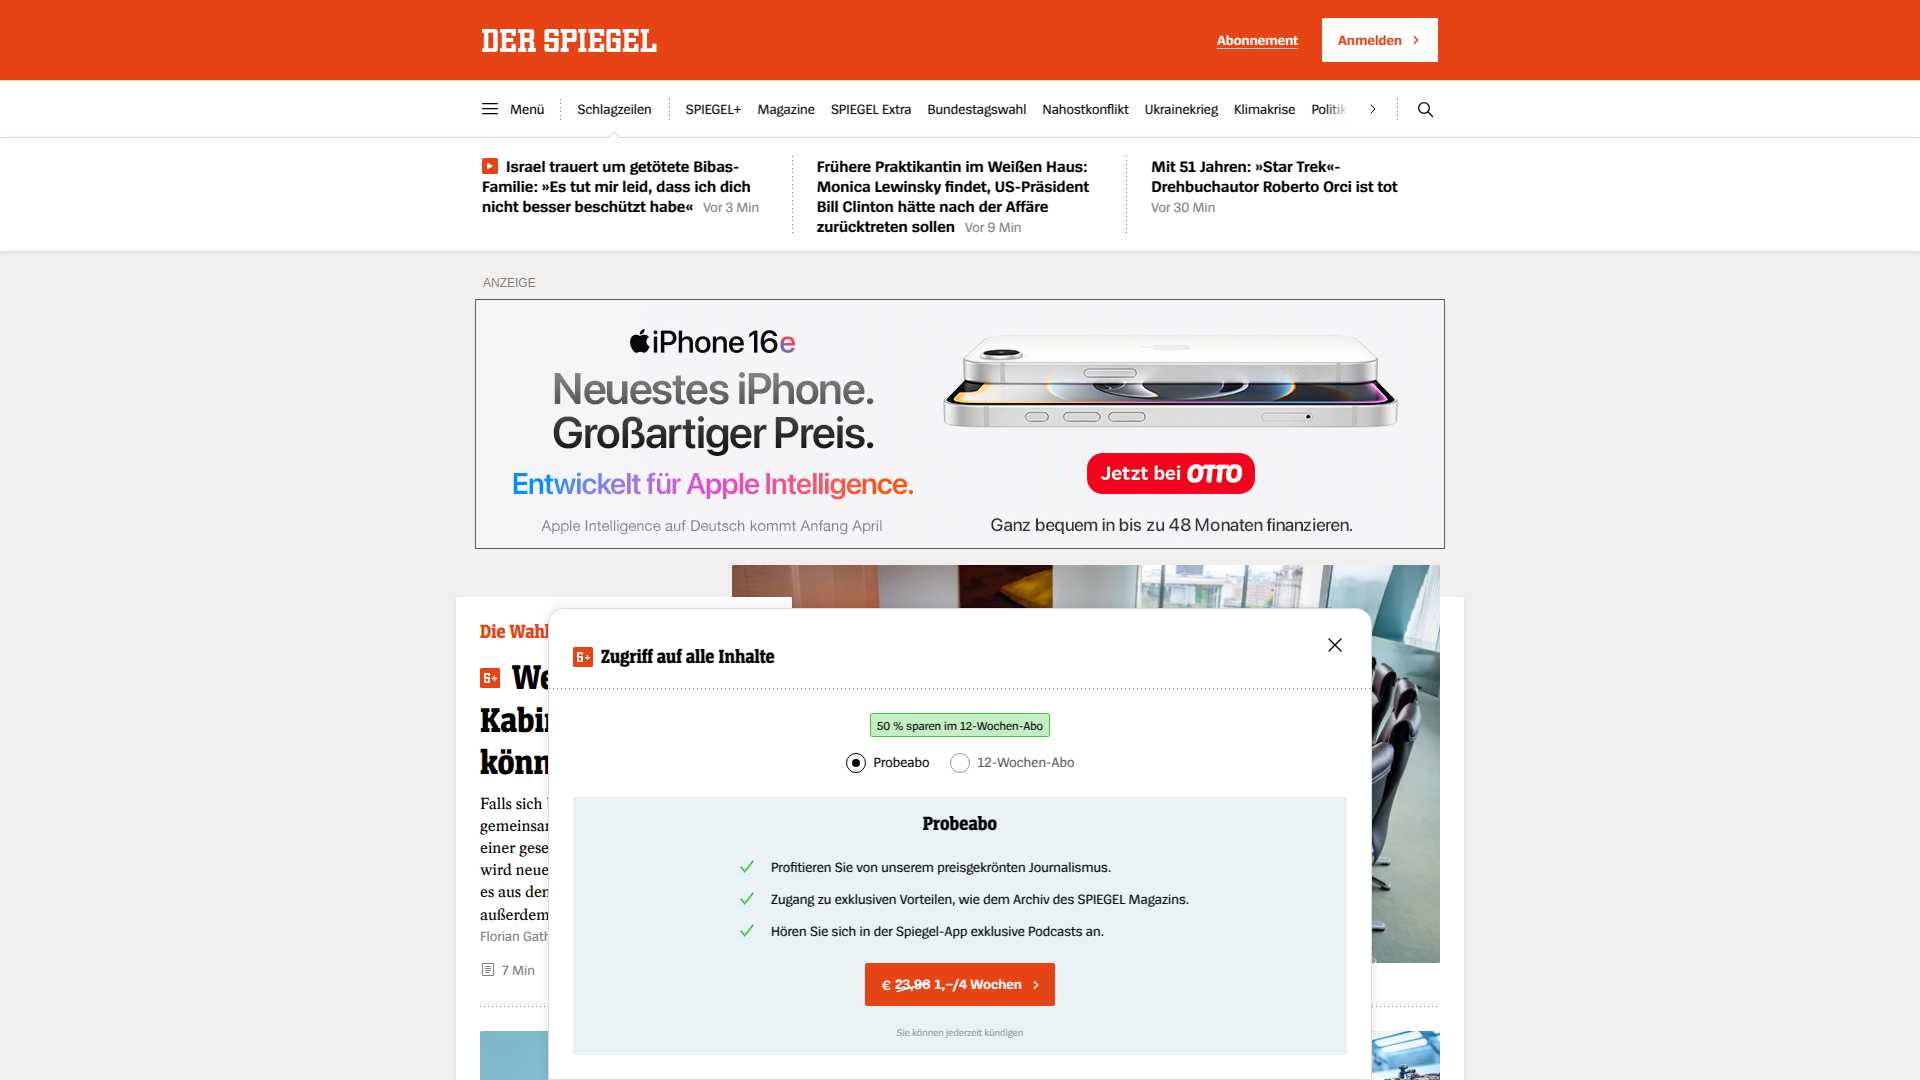 DER SPIEGEL
Abonnement
Anmelden
Menü
Schlagzeilen
SPIEGEL+
Magazine
SPIEGEL Extra
Bundestagswahl
Nahostkonflikt
Ukrainekrieg
Klimakrise
Politik
Israel trauert um getötete Bibas-
Familie: »Es tut mir leid, dass ich dich
nicht besser beschützt habe« Vor 3 Min
Frühere Praktikantin im Weißen Haus:
Monica Lewinsky findet, US-Präsident
Bill Clinton hätte nach der Affäre
zurücktreten sollen Vor 9 Min
Mit 51 Jahren: »Star Trek«-
Drehbuchautor Roberto Orci ist tot
Vor 30 Min
ANZEIGE
iPhone 16e
Neuestes iPhone.
Großartiger Preis.
Entwickelt für Apple Intelligence.
Apple Intelligence auf Deutsch kommt Anfang April
Jetzt bei OTTO
Ganz bequem in bis zu 48 Monaten finanzieren.
Die Wahl
S+ We
Kabin
könn
Falls sich
gemeinsam
einer gese
wird neue
es aus den
außerdem
Florian Gath
7 Min
S+ Zugriff auf alle Inhalte
50 % sparen im 12-Wochen-Abo
Probeabo
12-Wochen-Abo
Probeabo
Profitieren Sie von unserem preisgekrönten Journalismus.
Zugang zu exklusiven Vorteilen, wie dem Archiv des SPIEGEL Magazins.
Hören Sie sich in der Spiegel-App exklusive Podcasts an.
€ 23,96 1,–/4 Wochen
Sie können jederzeit kündigen